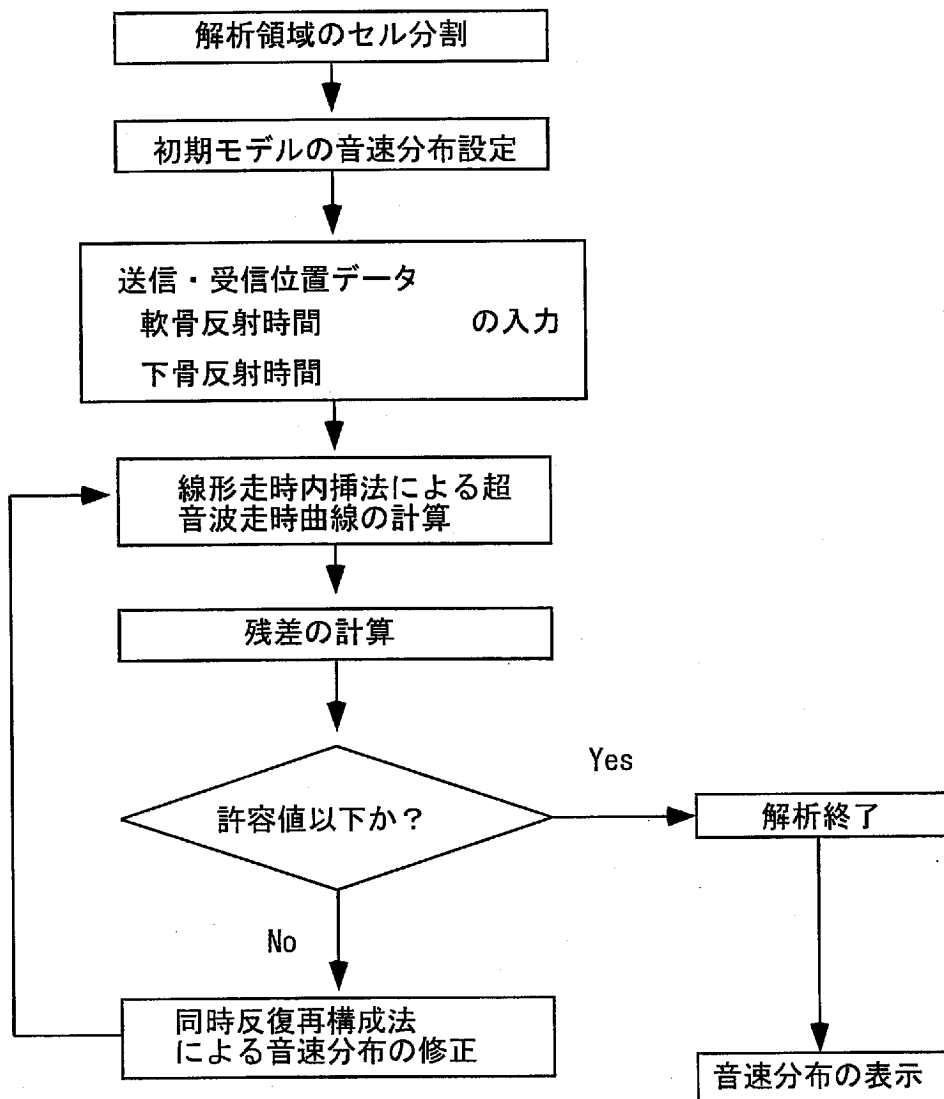 解析領域のセル分割
初期モデルの音速分布設定
送信・受信位置データ
軟骨反射時間 の入力
下骨反射時間
線形走時内挿法による超
音波走時曲線の計算
残差の計算
許容値以下か？
Yes
解析終了
No
同時反復再構成法
による音速分布の修正
音速分布の表示